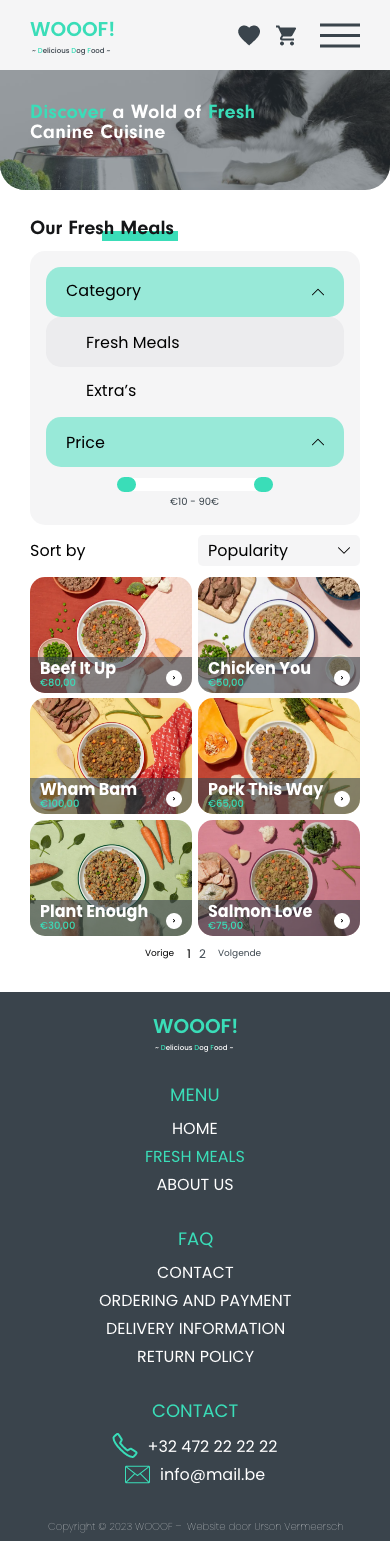 WOOOF!
- Delicious Dog Food -
Discover a Wold of Fresh
Canine Cuisine
Our Fresh Meals
Category
Fresh Meals
Extra’s
Price
€10 - 90€
Sort by
Popularity
Beef It Up
€80,00
Chicken You
€50,00
Wham Bam
€100,00
Pork This Way
€65,00
Plant Enough
€30,00
Salmon Love
€75,00
Vorige 1 2 Volgende
WOOOF!
- Delicious Dog Food -
MENU
HOME
FRESH MEALS
ABOUT US
FAQ
CONTACT
ORDERING AND PAYMENT
DELIVERY INFORMATION
RETURN POLICY
CONTACT
+32 472 22 22 22
info@mail.be
Copyright © 2023 WOOOF – Website door Urson Vermeersch